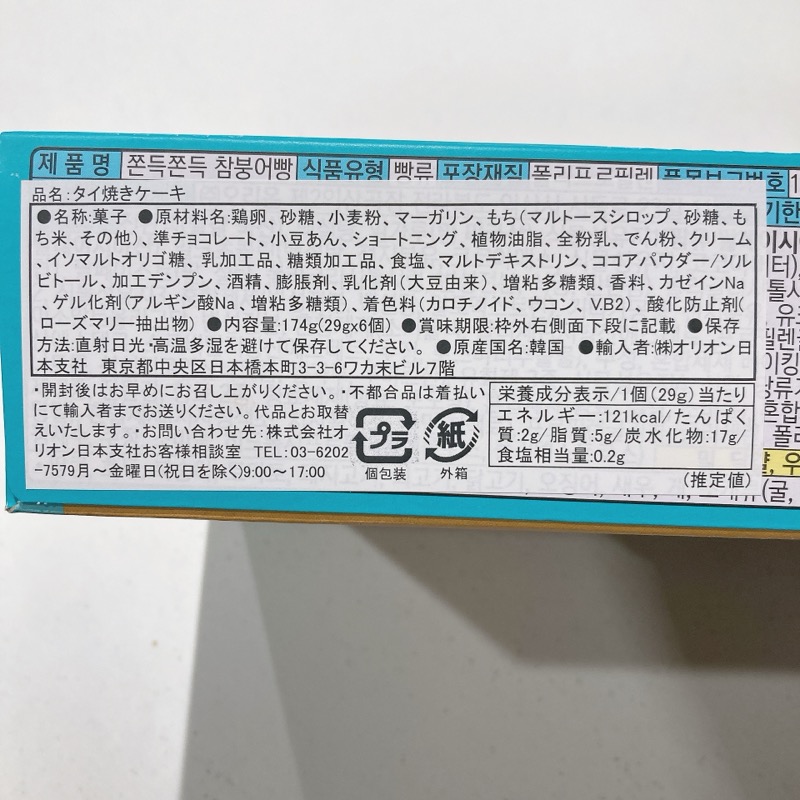 제 품 명 쫀득쫀득 참붕어빵 식품유형 빵류 포장재질 폴리프로필렌 품목보고번호 1
品名:タイ焼きケーキ
●名称:菓子 ●原材料名:鶏卵、砂糖、小麦粉、マーガリン、もち(マルトースシロップ、砂糖、も
ち米、その他)、準チョコレート、小豆あん、ショートニング、植物油脂、全粉乳、でん粉、クリーム
、イソマルトオリゴ糖、乳加工品、糖類加工品、食塩、マルトデキストリン、ココアパウダー/ソル
ビトール、加工デンプン、酒精、膨脹剤、乳化剤(大豆由来)、増粘多糖類、香料、カゼインNa
、ゲル化剤(アルギン酸Na、増粘多糖類)、着色料(カロチノイド、ウコン、V.B2)、酸化防止剤(
ローズマリー抽出物) ●内容量:174g(29gx6個) ●賞味期限:枠外右側面下段に記載 ●保存
方法:直射日光・高温多湿を避けて保存してください。 ●原産国名:韓国 ●輸入者:㈱オリオン日
本支社 東京都中央区日本橋本町3-3-6ワカ末ビル7階
・開封後はお早めにお召し上がりください。・不都合品は着払い
にて輸入者までお送りください。代品とお取替
えいたします。・お問い合わせ先:株式会社オ
リオン日本支社お客様相談室 TEL:03-6202
-7579月～金曜日(祝日を除く)9:00～17:00
プラ
個包装
紙
外箱
栄養成分表示/1個(29g)当たり
エネルギー:121kcal/たんぱく
質:2g/脂質:5g/炭水化物:17g/
食塩相当量:0.2g
(推定値)